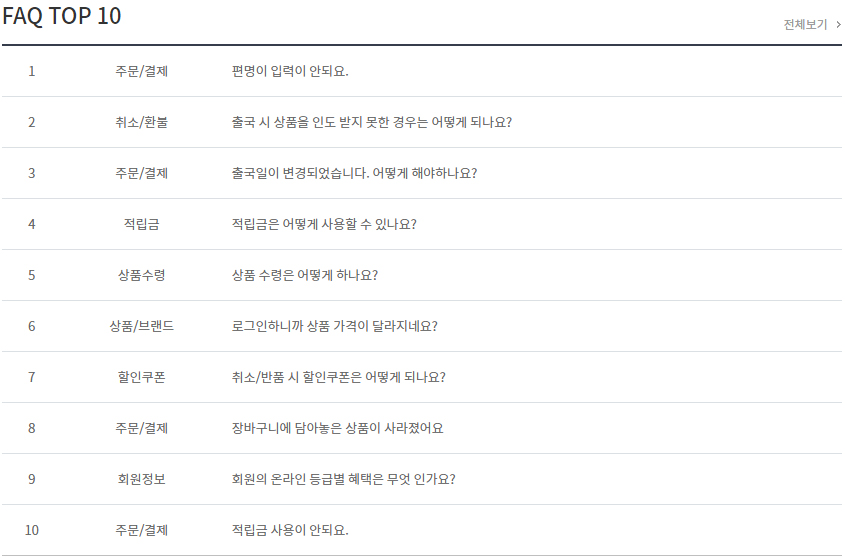 FAQ TOP 10
전체보기 >
1 주문/결제 편명이 입력이 안되요.
2 취소/환불 출국 시 상품을 인도 받지 못한 경우는 어떻게 되나요?
3 주문/결제 출국일이 변경되었습니다. 어떻게 해야하나요?
4 적립금 적립금은 어떻게 사용할 수 있나요?
5 상품수령 상품 수령은 어떻게 하나요?
6 상품/브랜드 로그인하니까 상품 가격이 달라지네요?
7 할인쿠폰 취소/반품 시 할인쿠폰은 어떻게 되나요?
8 주문/결제 장바구니에 담아놓은 상품이 사라졌어요
9 회원정보 회원의 온라인 등급별 혜택은 무엇 인가요?
10 주문/결제 적립금 사용이 안되요.